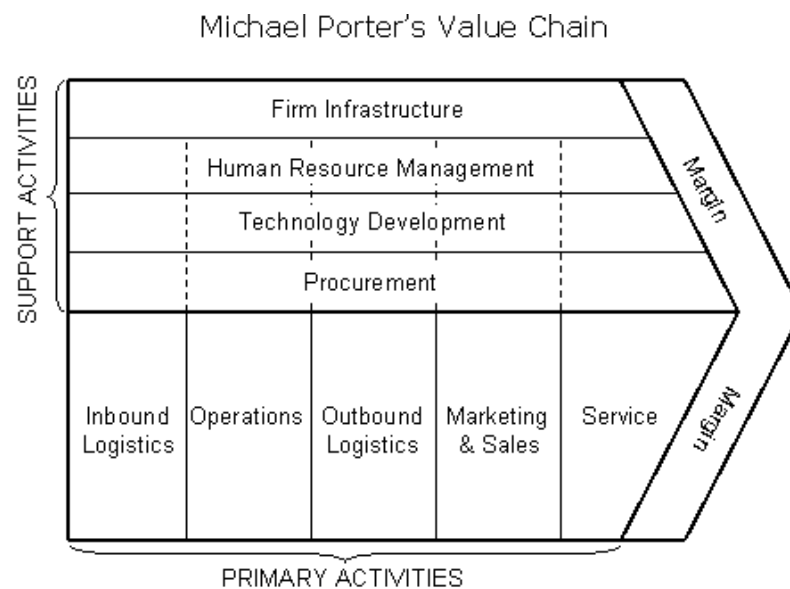 Michael Porter's Value Chain
SUPPORT ACTIVITIES
Firm Infrastructure
Human Resource Management
Technology Development
Procurement
Margin
Inbound
Logistics
Operations
Outbound
Logistics
Marketing
& Sales
Service
Margin
PRIMARY ACTIVITIES